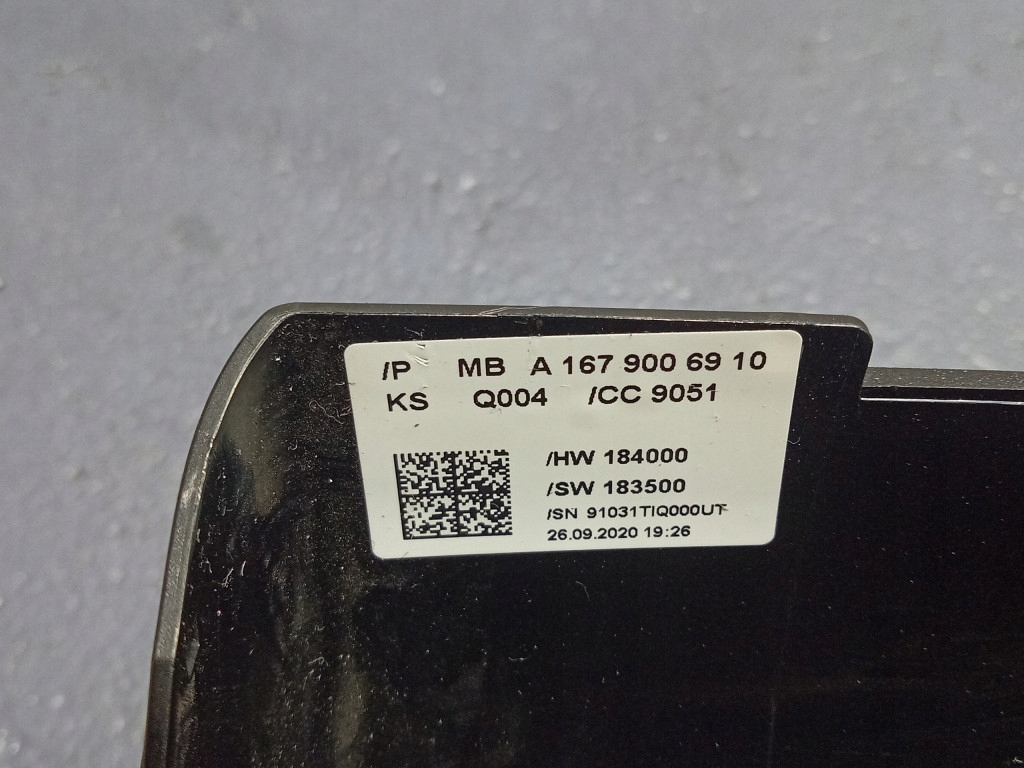 /P MB A 167 900 69 10
KS Q004 /CC 9051
/HW 184000
/SW 183500
/SN 91031TIQ000UT
26.09.2020 19:26